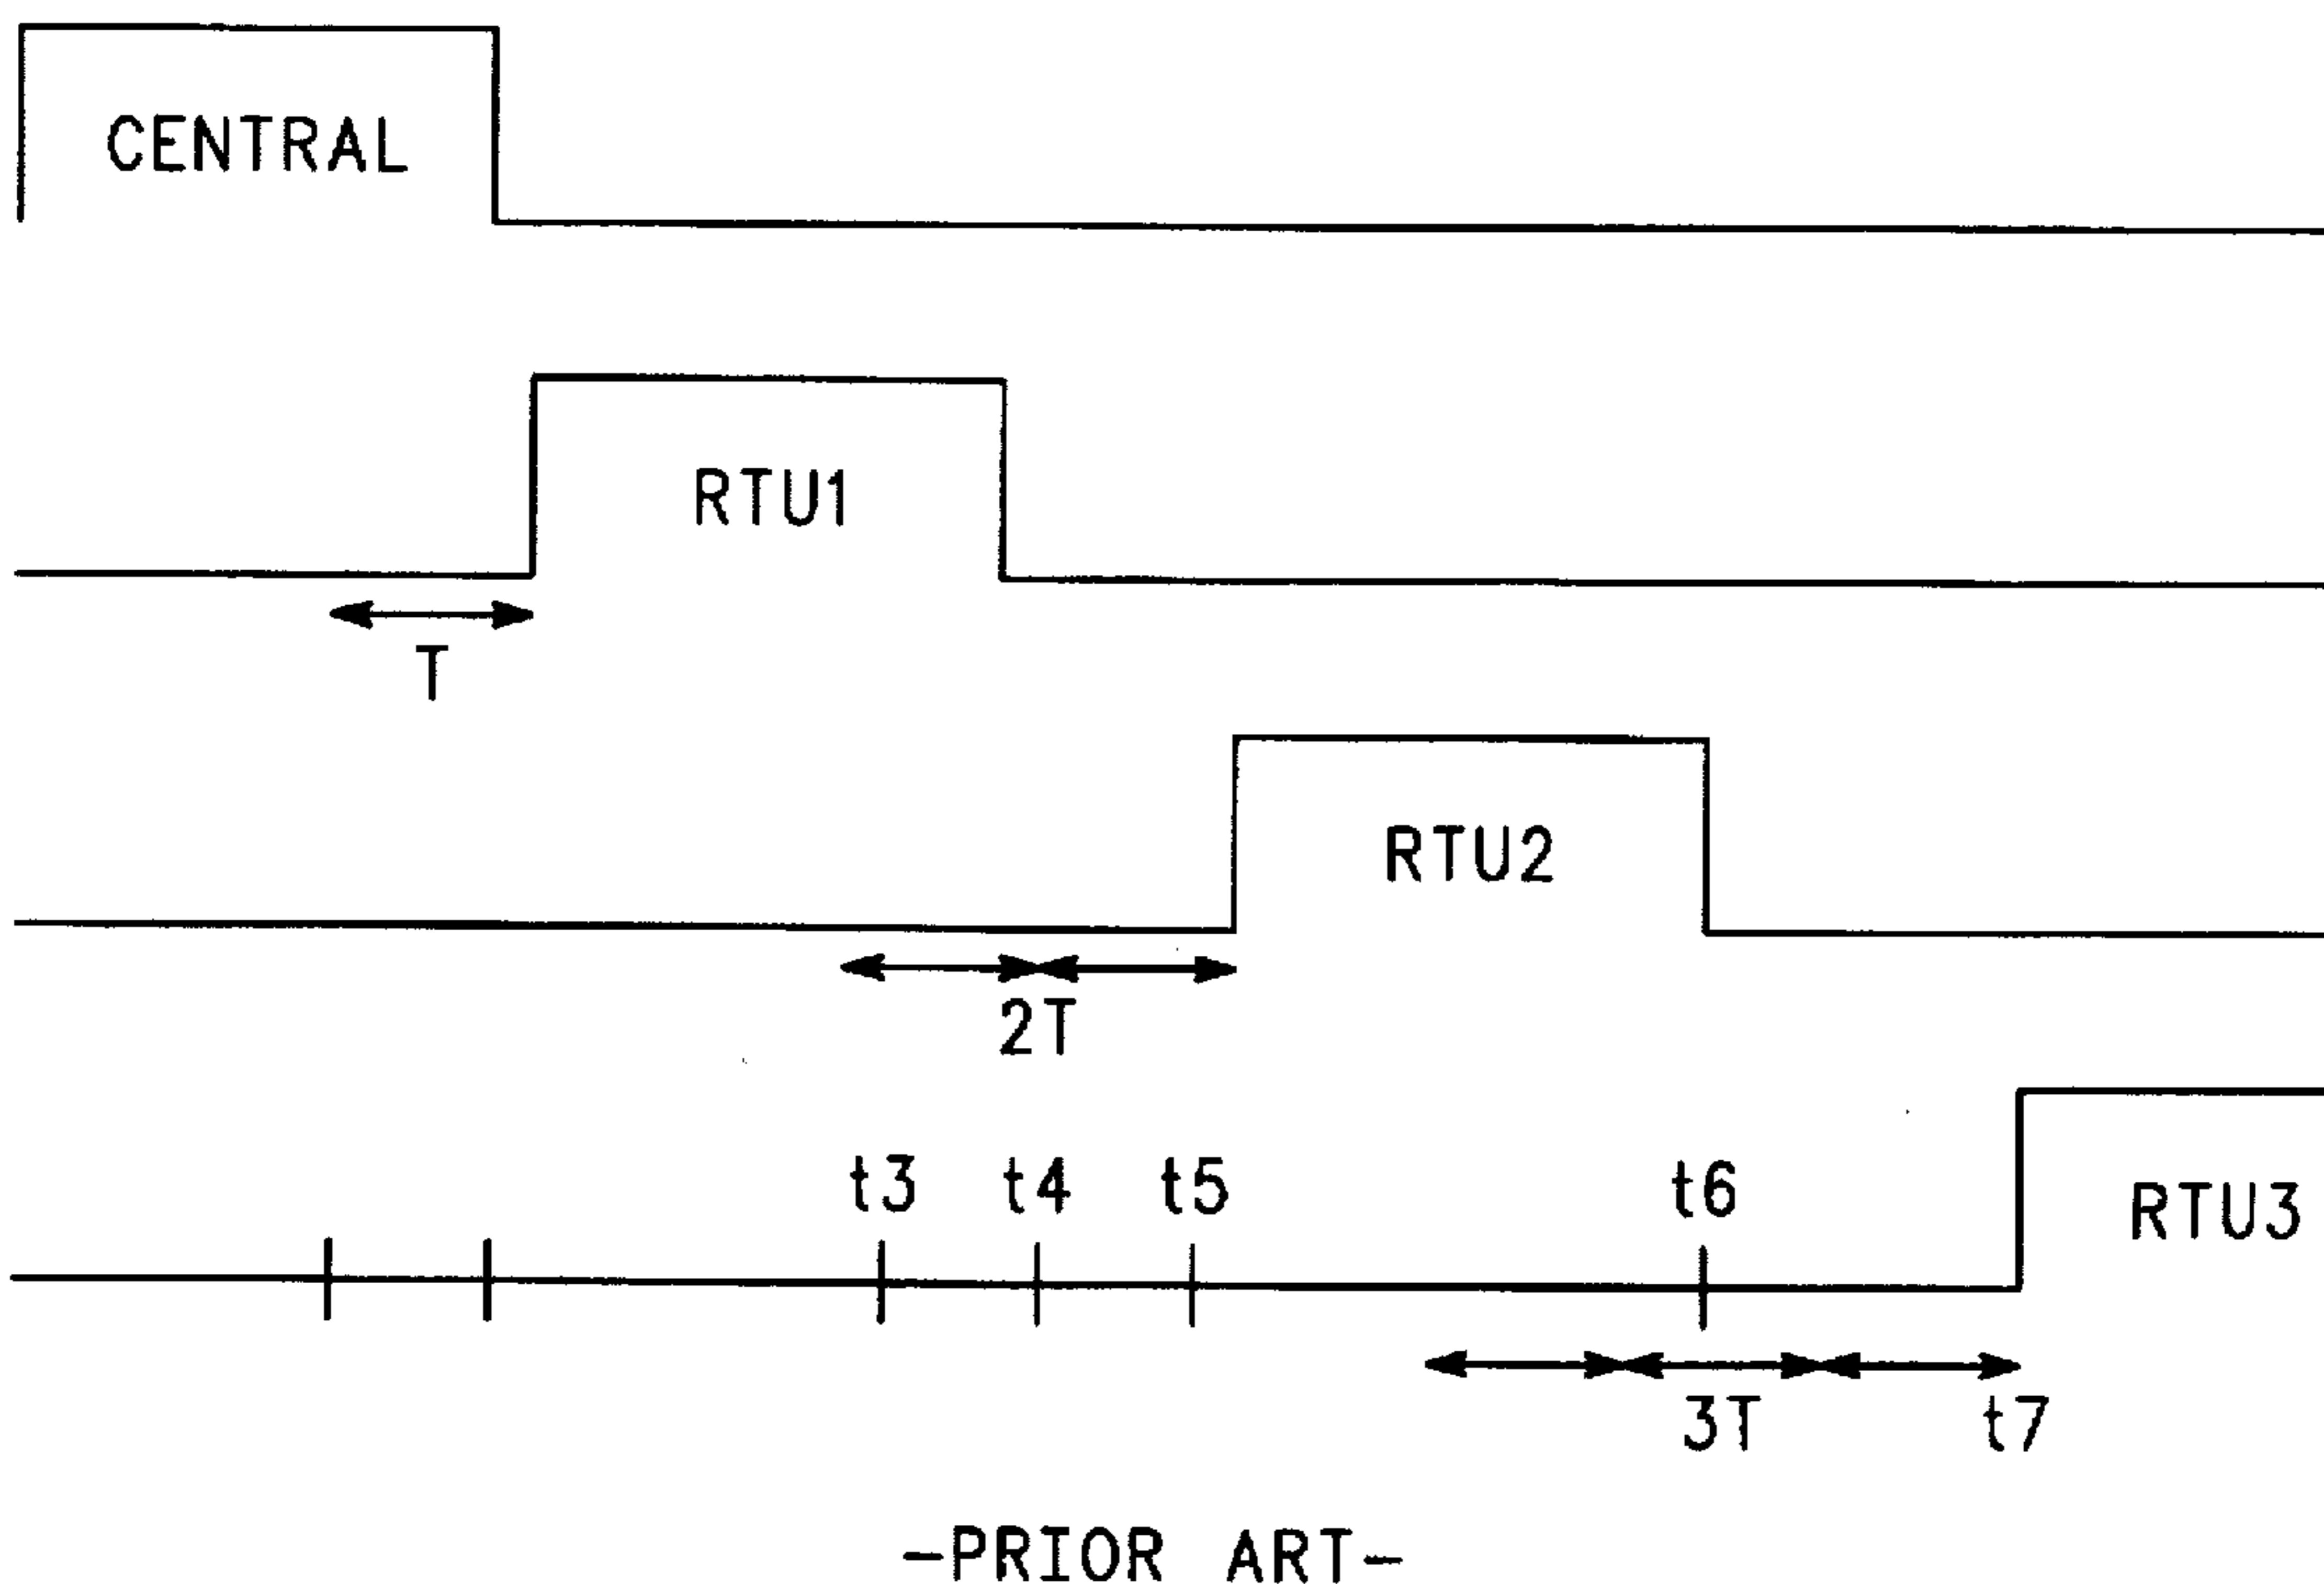 CENTRAL
RTU1
T
RTU2
2T
t3 t4 t5 t6
RTU3
3T t7
-PRIOR ART-